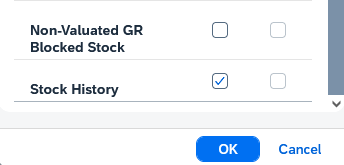 Non-Valuated GR
Blocked Stock
Stock History
OK Cancel